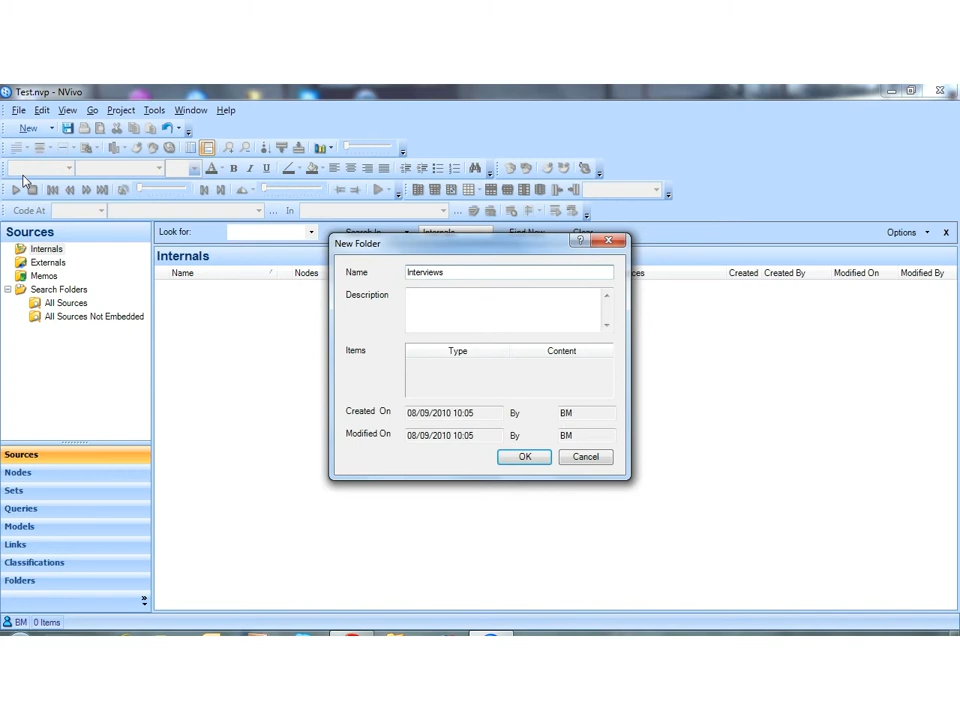 Test.nvp - NVivo
File Edit View Go Project Tools Window Help
New
Code At ... In ...
Sources
Look for: Search In Internals Find Now Clear Options x
Internals
Internals
Externals
Memos
Search Folders
All Sources
All Sources Not Embedded
Name Nodes Created Created By Modified On Modified By
New Folder
Name Interviews
Description
Items Type Content
Created On 08/09/2010 10:05 By BM
Modified On 08/09/2010 10:05 By BM
OK Cancel
Sources
Nodes
Sets
Queries
Models
Links
Classifications
Folders
BM 0 Items